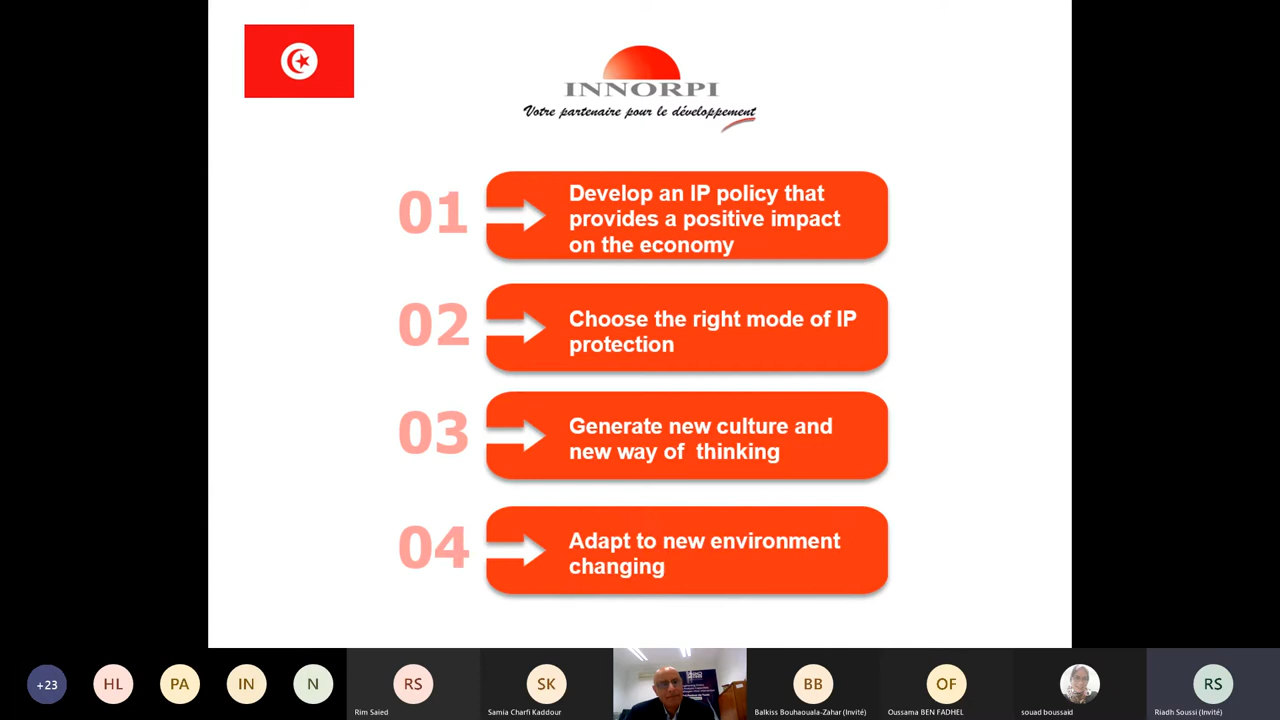 INNORPI
Votre partenaire pour le développement
01
Develop an IP policy that
provides a positive impact
on the economy
02
Choose the right mode of IP
protection
03
Generate new culture and
new way of thinking
04
Adapt to new environment
changing
+23
HL
PA
IN
N
RS
Rim Saied
SK
Samia Charfi Kaddour
BB
Balkiss Bouhaouala-Zahar (Invité)
OF
Oussama BEN FADHEL
souad boussaid
RS
Riadh Soussi (Invité)